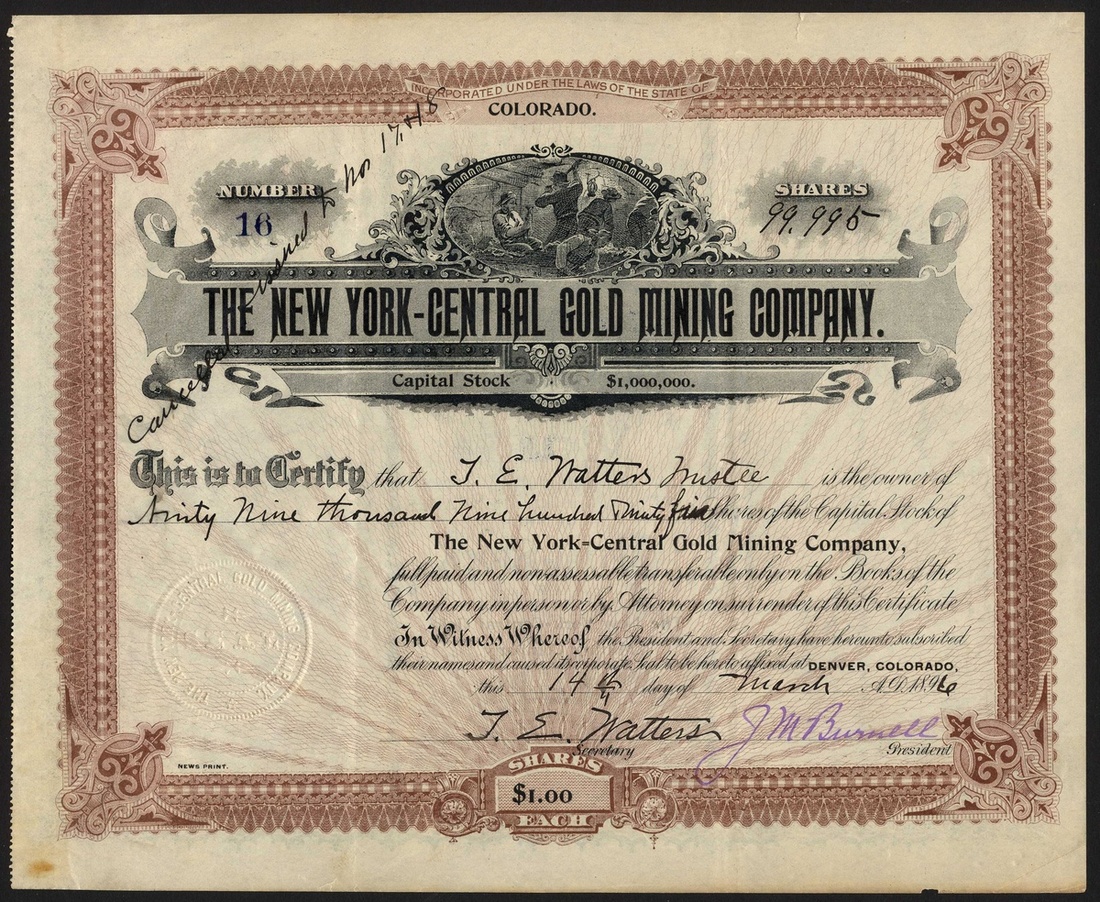 INCORPORATED UNDER THE LAWS OF THE STATE OF
COLORADO.
NUMBER
16
SHARES
99.995
Cancelled Nos 17, 18
THE NEW YORK-CENTRAL GOLD MINING COMPANY.
Capital Stock $1,000,000.
This is to Certify that T. E. Watters Trustee is the owner of
Ninty Nine thousand Nine hundred Ninty five Shares of the Capital Stock of
The New York-Central Gold Mining Company,
full paid and non-assessable transferable only on the Books of the
Company in person or by Attorney on surrender of this Certificate
In Witness Whereof the President and Secretary have hereunto subscribed
their names and caused its corporate Seal to be hereto affixed at DENVER, COLORADO,
this 14th day of March A.D. 1896
T. E. Watters J M Burnell
Secretary President
NEWS PRINT.
SHARES
$1.00
EACH